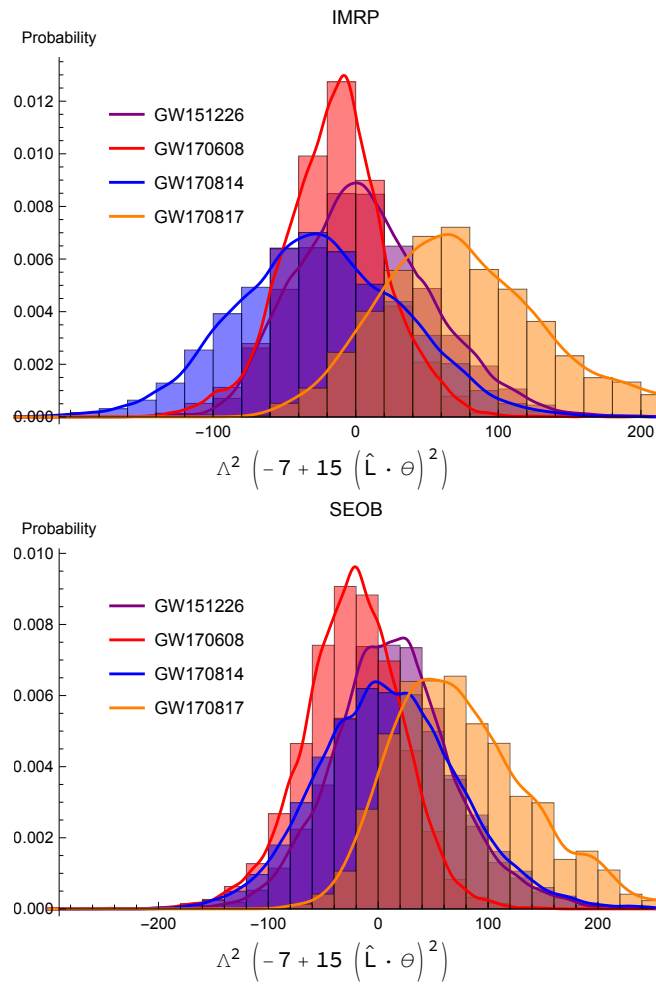 IMRP
Probability
0.012
0.010
0.008
0.006
0.004
0.002
0.000
GW151226
GW170608
GW170814
GW170817
-100 0 100 200
Λ² (-7 + 15 (L̂ · θ)²)
SEOB
Probability
0.010
0.008
0.006
0.004
0.002
0.000
GW151226
GW170608
GW170814
GW170817
-200 -100 0 100 200
Λ² (-7 + 15 (L̂ · θ)²)